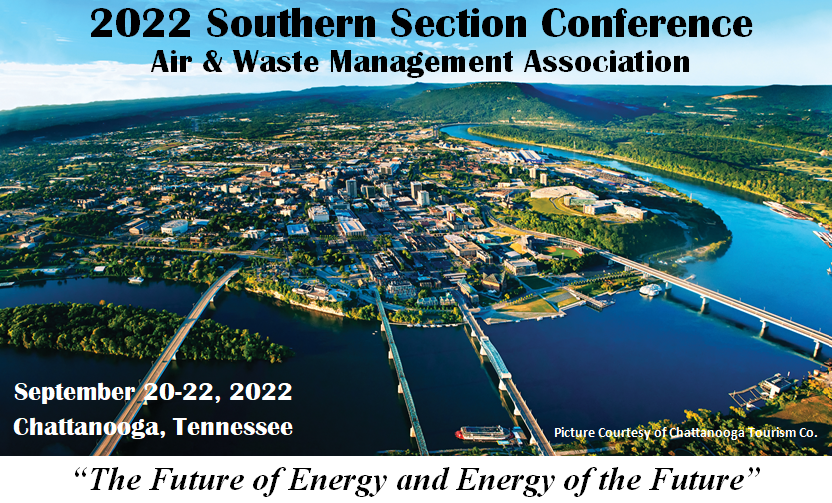 2022 Southern Section Conference
Air & Waste Management Association
September 20-22, 2022
Chattanooga, Tennessee
Picture Courtesy of Chattanooga Tourism Co.
“The Future of Energy and Energy of the Future”